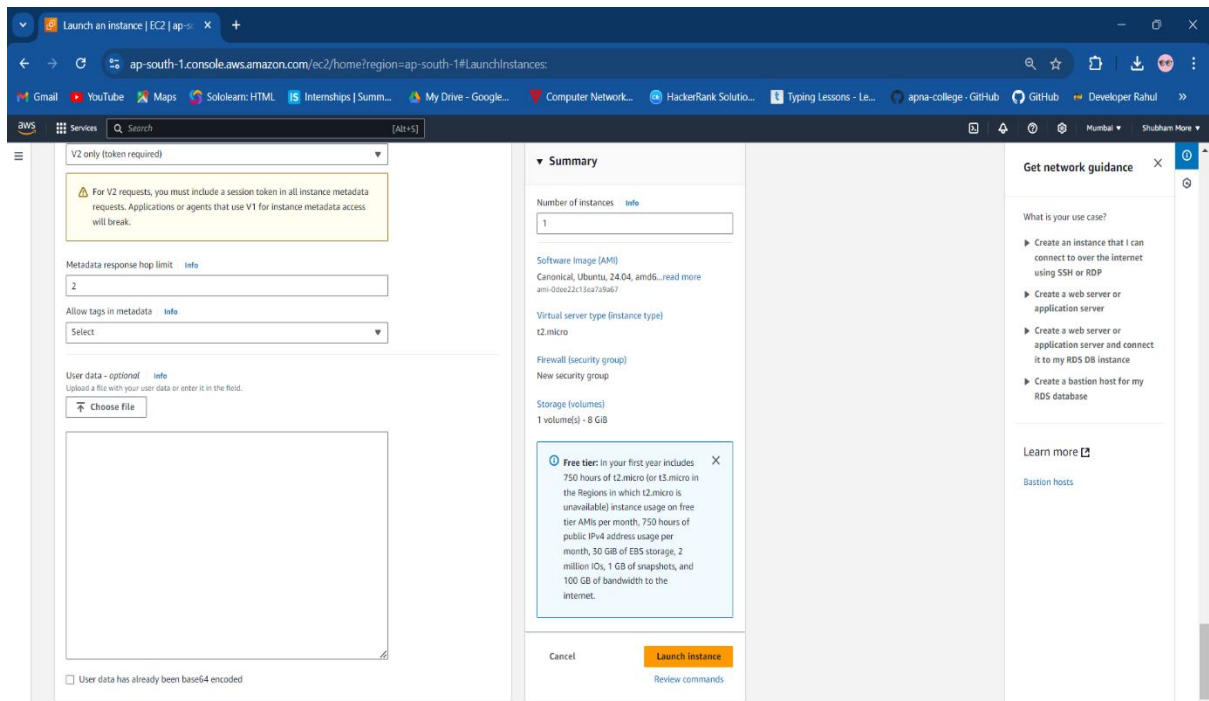 Launch an instance | EC2 | ap-so
ap-south-1.console.aws.amazon.com/ec2/home?region=ap-south-1#LaunchInstances:
Gmail YouTube Maps Sololearn: HTML IS Internships | Summ... My Drive - Google... Computer Network... HackerRank Solutio... Typing Lessons - Le... apna-college - GitHub GitHub Developer Rahul »
aws Services Search [Alt+S] Mumbai Shubham More
V2 only (token required)
For V2 requests, you must include a session token in all instance metadata
requests. Applications or agents that use V1 for instance metadata access
will break.
Metadata response hop limit Info
2
Allow tags in metadata Info
Select
User data - optional Info
Upload a file with your user data or enter it in the field.
Choose file
User data has already been base64 encoded
Summary
Number of instances Info
1
Software Image (AMI)
Canonical, Ubuntu, 24.04, amd6...read more
ami-0dee22c13ea7a9a67
Virtual server type (instance type)
t2.micro
Firewall (security group)
New security group
Storage (volumes)
1 volume(s) - 8 GiB
Free tier: In your first year includes
750 hours of t2.micro (or t3.micro in
the Regions in which t2.micro is
unavailable) instance usage on free
tier AMIs per month, 750 hours of
public IPv4 address usage per
month, 30 GiB of EBS storage, 2
million IOs, 1 GB of snapshots, and
100 GB of bandwidth to the
internet.
Cancel Launch instance
Review commands
Get network guidance
What is your use case?
Create an instance that I can
connect to over the internet
using SSH or RDP
Create a web server or
application server
Create a web server or
application server and connect
it to my RDS DB instance
Create a bastion host for my
RDS database
Learn more
Bastion hosts